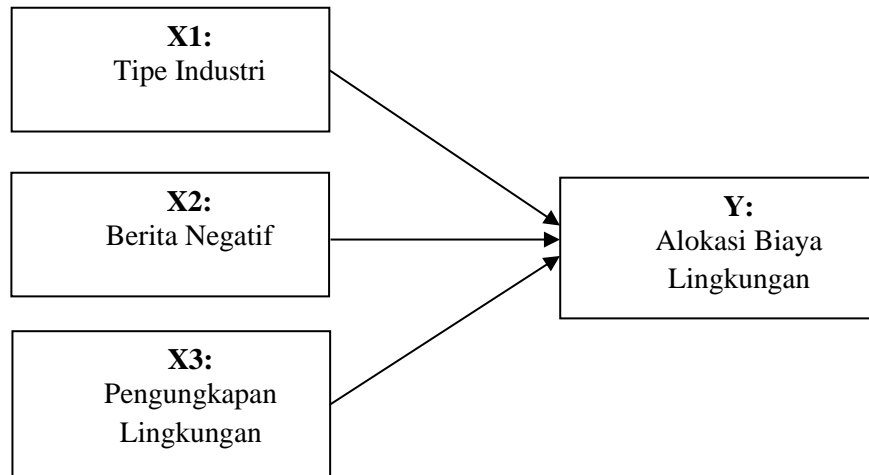 X1:
Tipe Industri
X2:
Berita Negatif
Y:
Alokasi Biaya
Lingkungan
X3:
Pengungkapan
Lingkungan